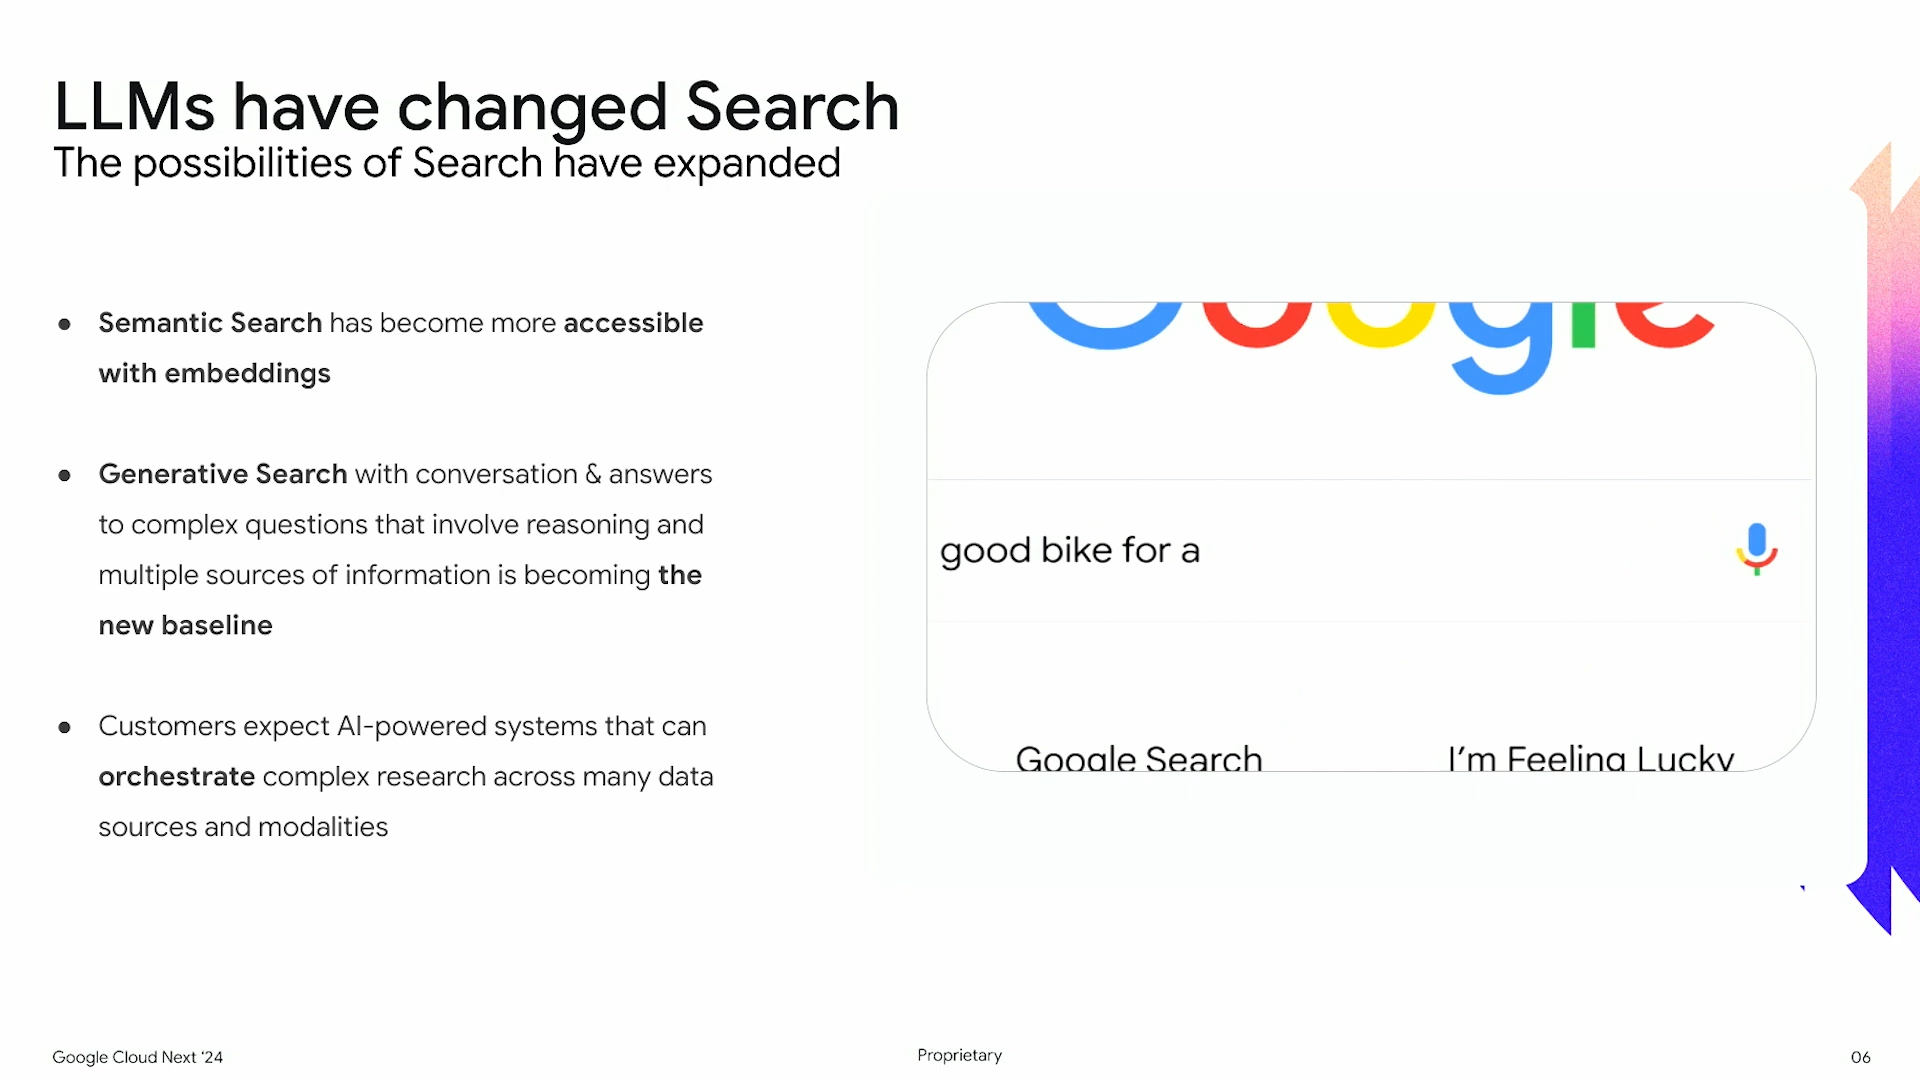 LLMs have changed Search
The possibilities of Search have expanded
● Semantic Search has become more accessible
with embeddings
● Generative Search with conversation & answers
to complex questions that involve reasoning and
multiple sources of information is becoming the
new baseline
● Customers expect AI-powered systems that can
orchestrate complex research across many data
sources and modalities
Google
good bike for a
Google Search
I’m Feeling Lucky
Google Cloud Next ‘24
Proprietary
06